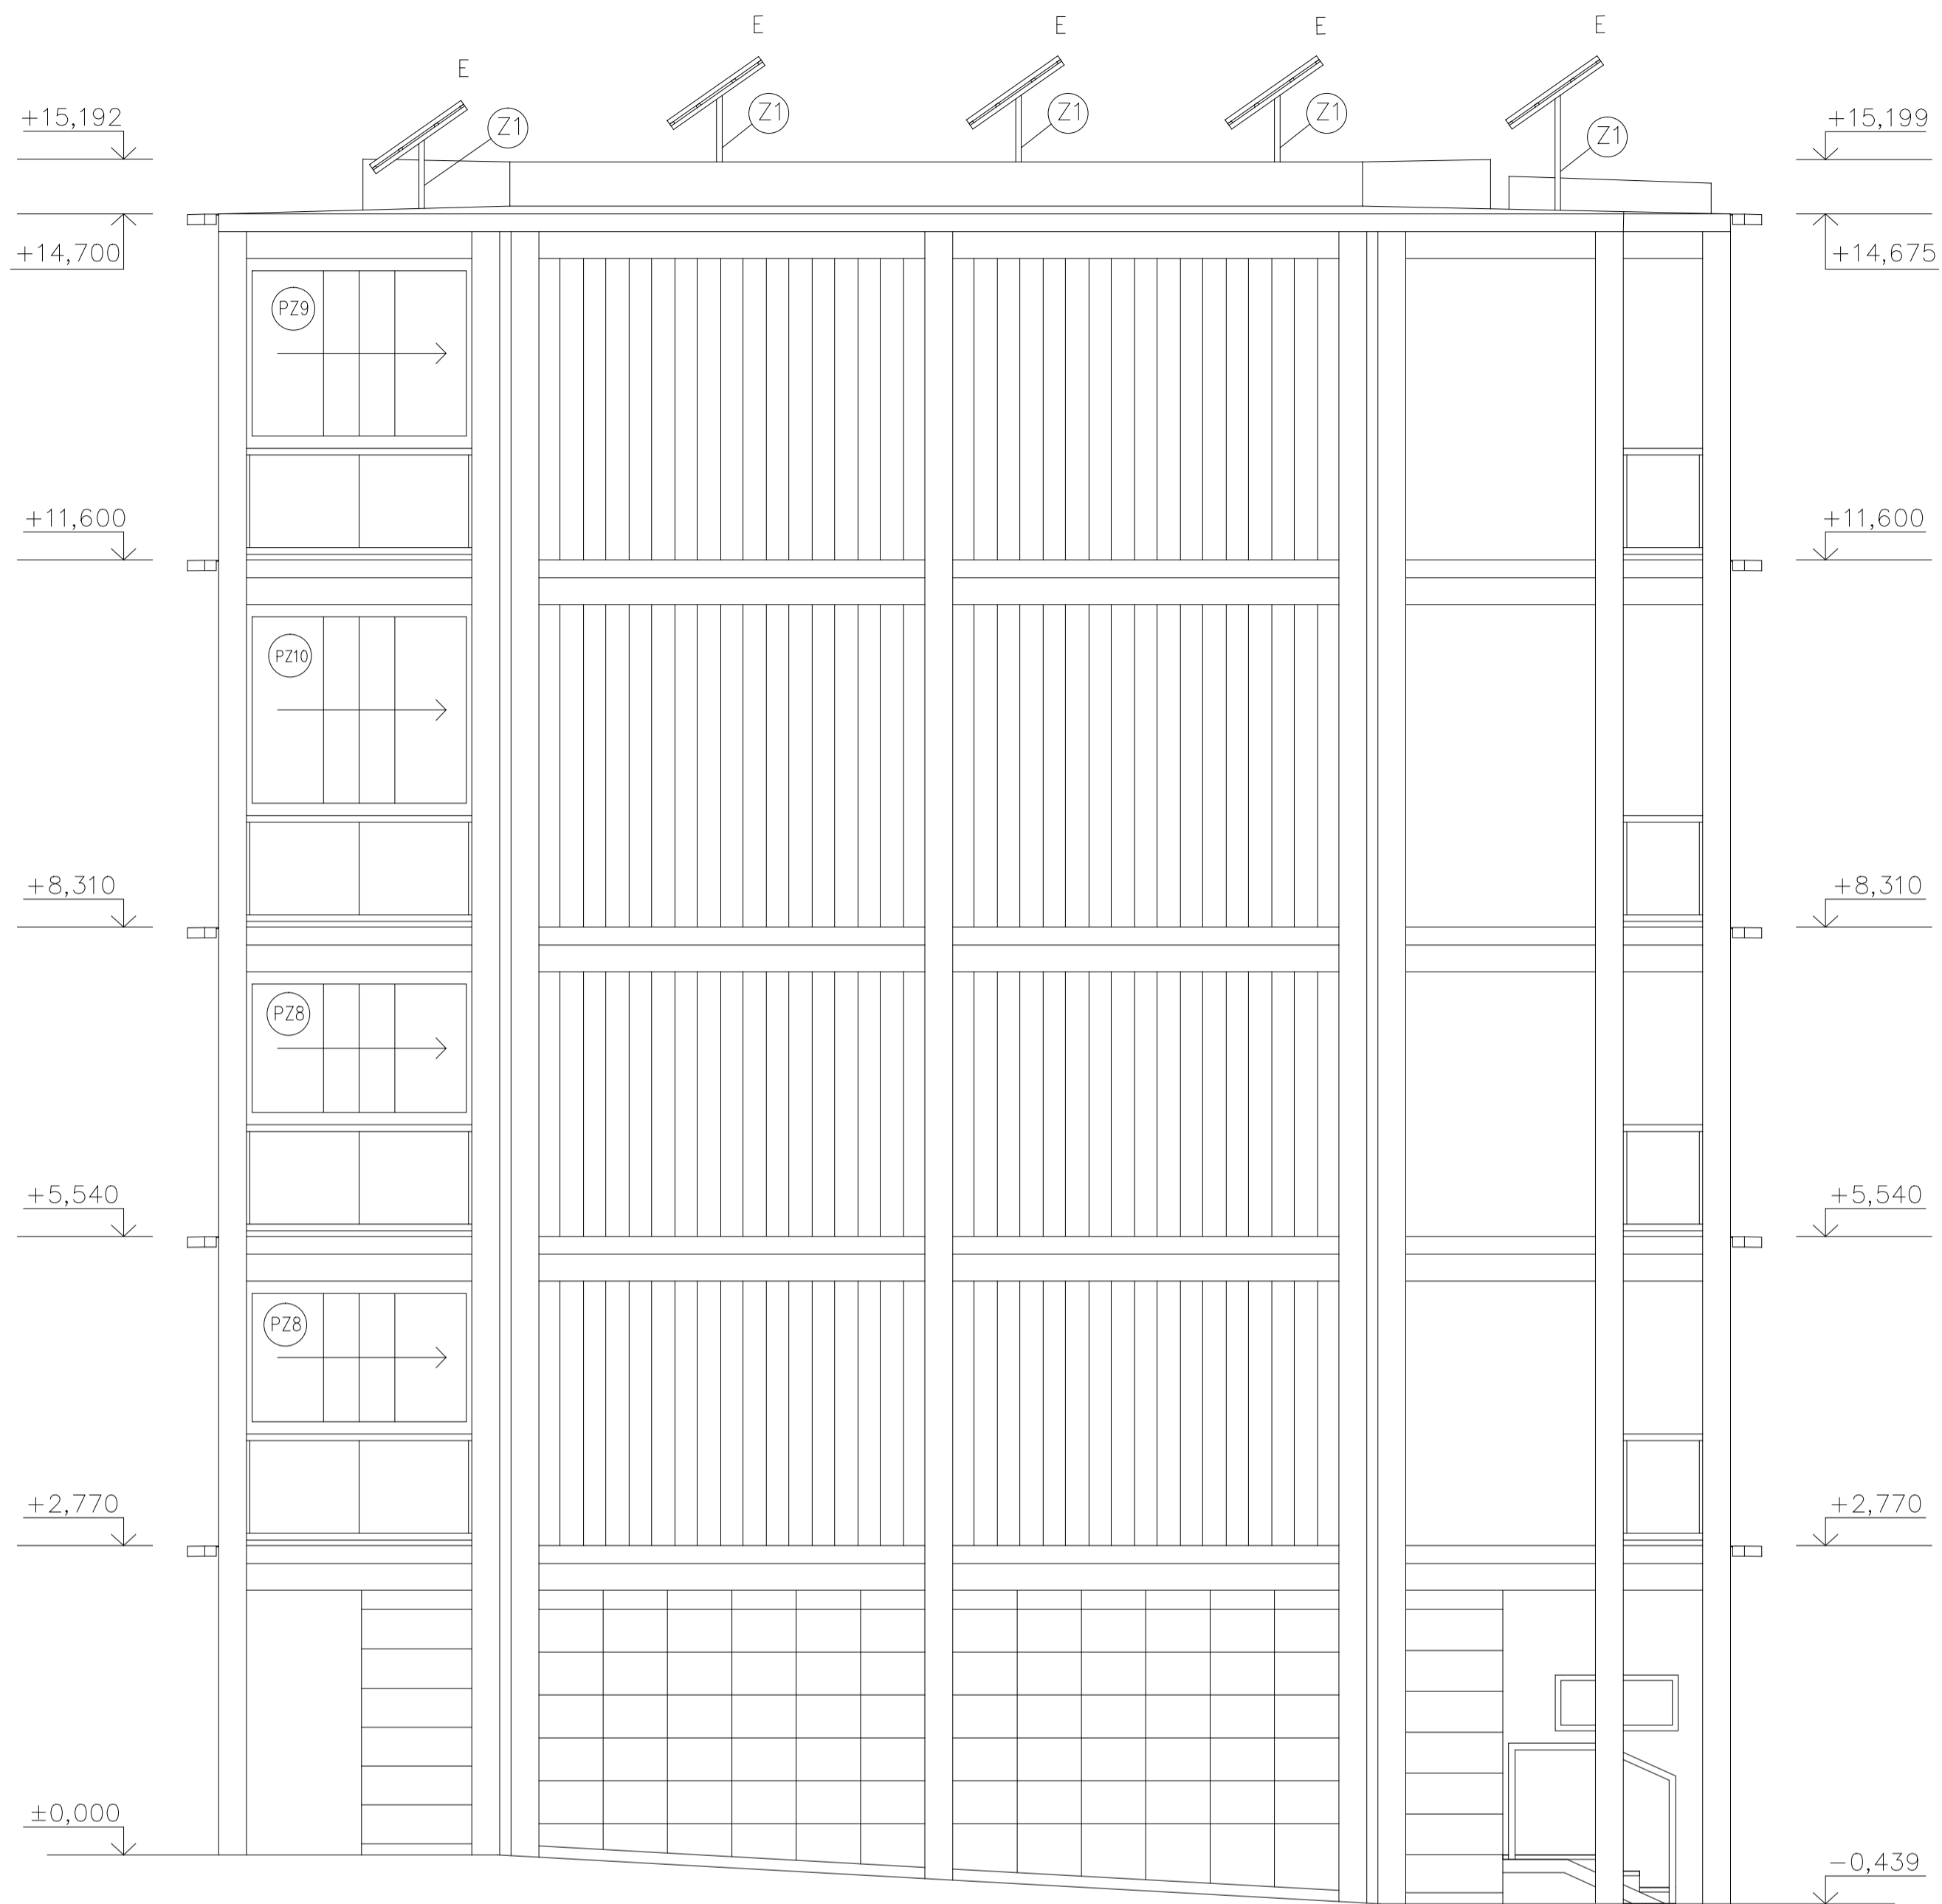 E E E E
E
Z1 Z1 Z1
Z1
Z1
+15,192 +15,199
+14,700 +14,675
PZ9
+11,600 +11,600
PZ10
+8,310 +8,310
PZ8
+5,540 +5,540
PZ8
+2,770 +2,770
±0,000
−0,439